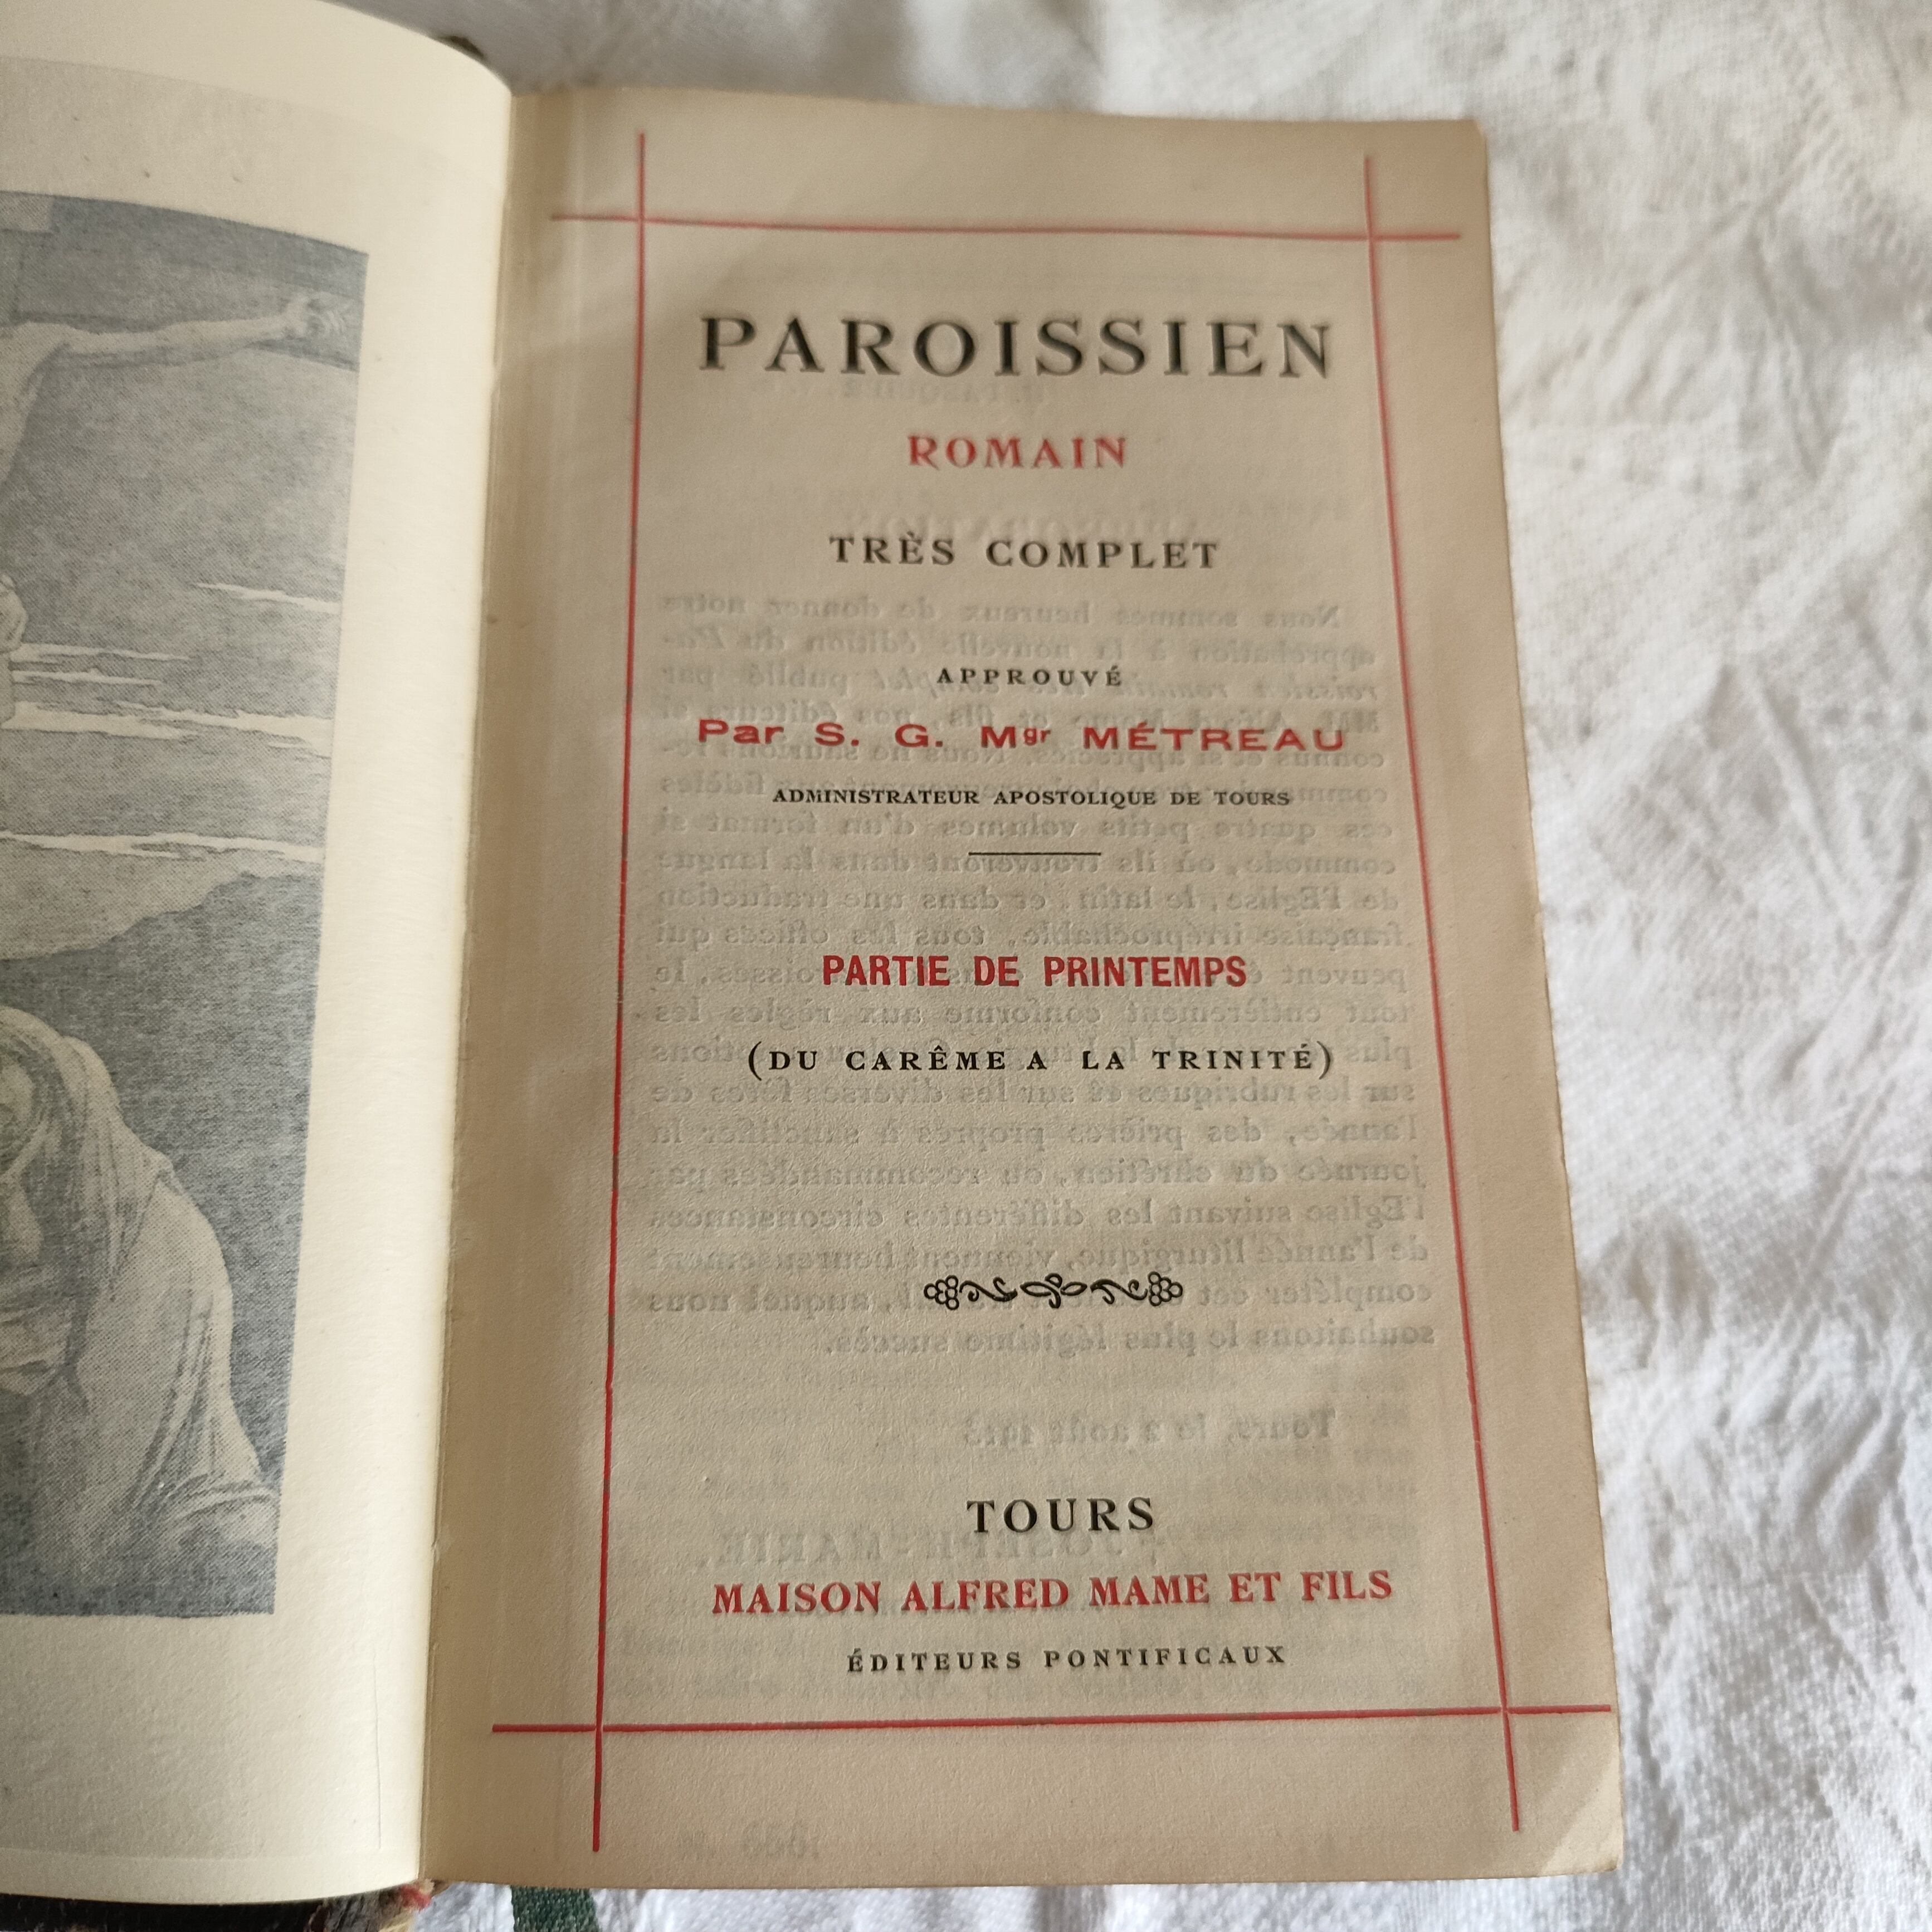 PAROISSIEN
ROMAIN
TRÈS COMPLET
APPROUVÉ
Par S. G. Mgr MÉTREAU
ADMINISTRATEUR APOSTOLIQUE DE TOURS
PARTIE DE PRINTEMPS
(DU CARÊME A LA TRINITÉ)
TOURS
MAISON ALFRED MAME ET FILS
ÉDITEURS PONTIFICAUX